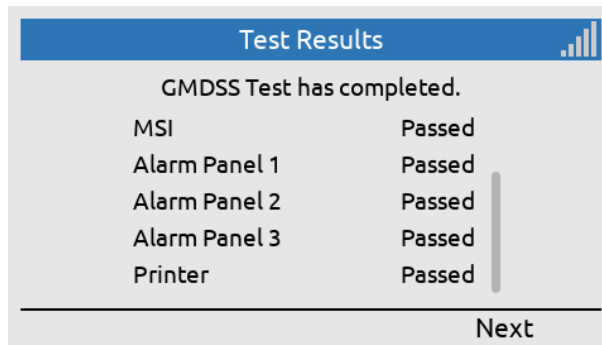 Test Results
GMDSS Test has completed.
MSI Passed
Alarm Panel 1 Passed
Alarm Panel 2 Passed
Alarm Panel 3 Passed
Printer Passed
Next